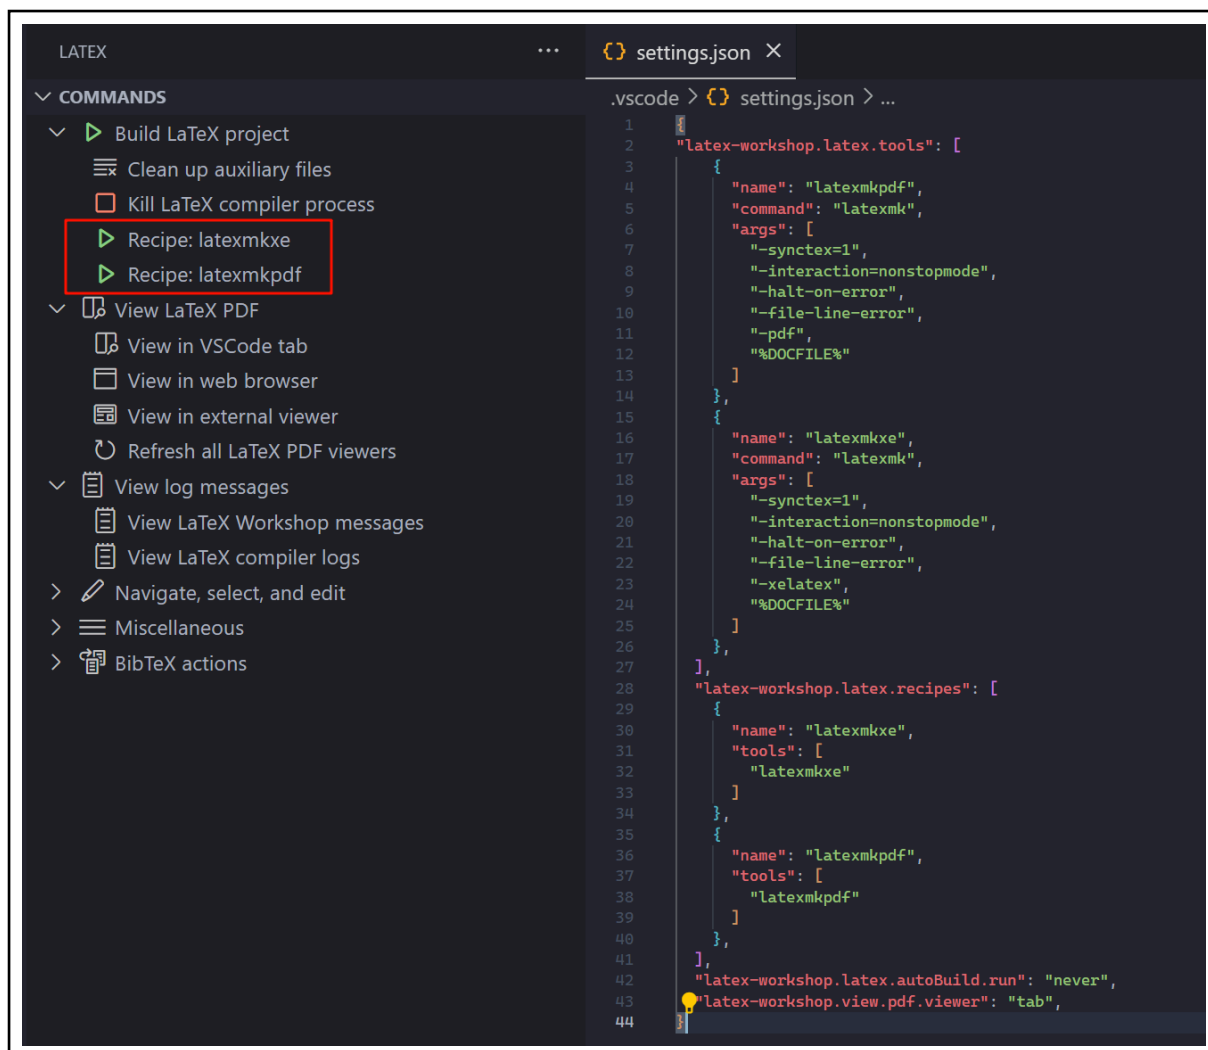 LATEX
COMMANDS
Build LaTeX project
Clean up auxiliary files
Kill LaTeX compiler process
Recipe: latexmkxe
Recipe: latexmkpdf
View LaTeX PDF
View in VSCode tab
View in web browser
View in external viewer
Refresh all LaTeX PDF viewers
View log messages
View LaTeX Workshop messages
View LaTeX compiler logs
Navigate, select, and edit
Miscellaneous
BibTeX actions
{} settings.json ×
.vscode > {} settings.json > ...
1 {
2 "latex-workshop.latex.tools": [
3 {
4 "name": "latexmkpdf",
5 "command": "latexmk",
6 "args": [
7 "-synctex=1",
8 "-interaction=nonstopmode",
9 "-halt-on-error",
10 "-file-line-error",
11 "-pdf",
12 "%DOCFILE%"
13 ]
14 },
15 {
16 "name": "latexmkxe",
17 "command": "latexmk",
18 "args": [
19 "-synctex=1",
20 "-interaction=nonstopmode",
21 "-halt-on-error",
22 "-file-line-error",
23 "-xelatex",
24 "%DOCFILE%"
25 ]
26 },
27 ],
28 "latex-workshop.latex.recipes": [
29 {
30 "name": "latexmkxe",
31 "tools": [
32 "latexmkxe"
33 ]
34 },
35 {
36 "name": "latexmkpdf",
37 "tools": [
38 "latexmkpdf"
39 ]
40 },
41 ],
42 "latex-workshop.latex.autoBuild.run": "never",
43 "latex-workshop.view.pdf.viewer": "tab",
44 }